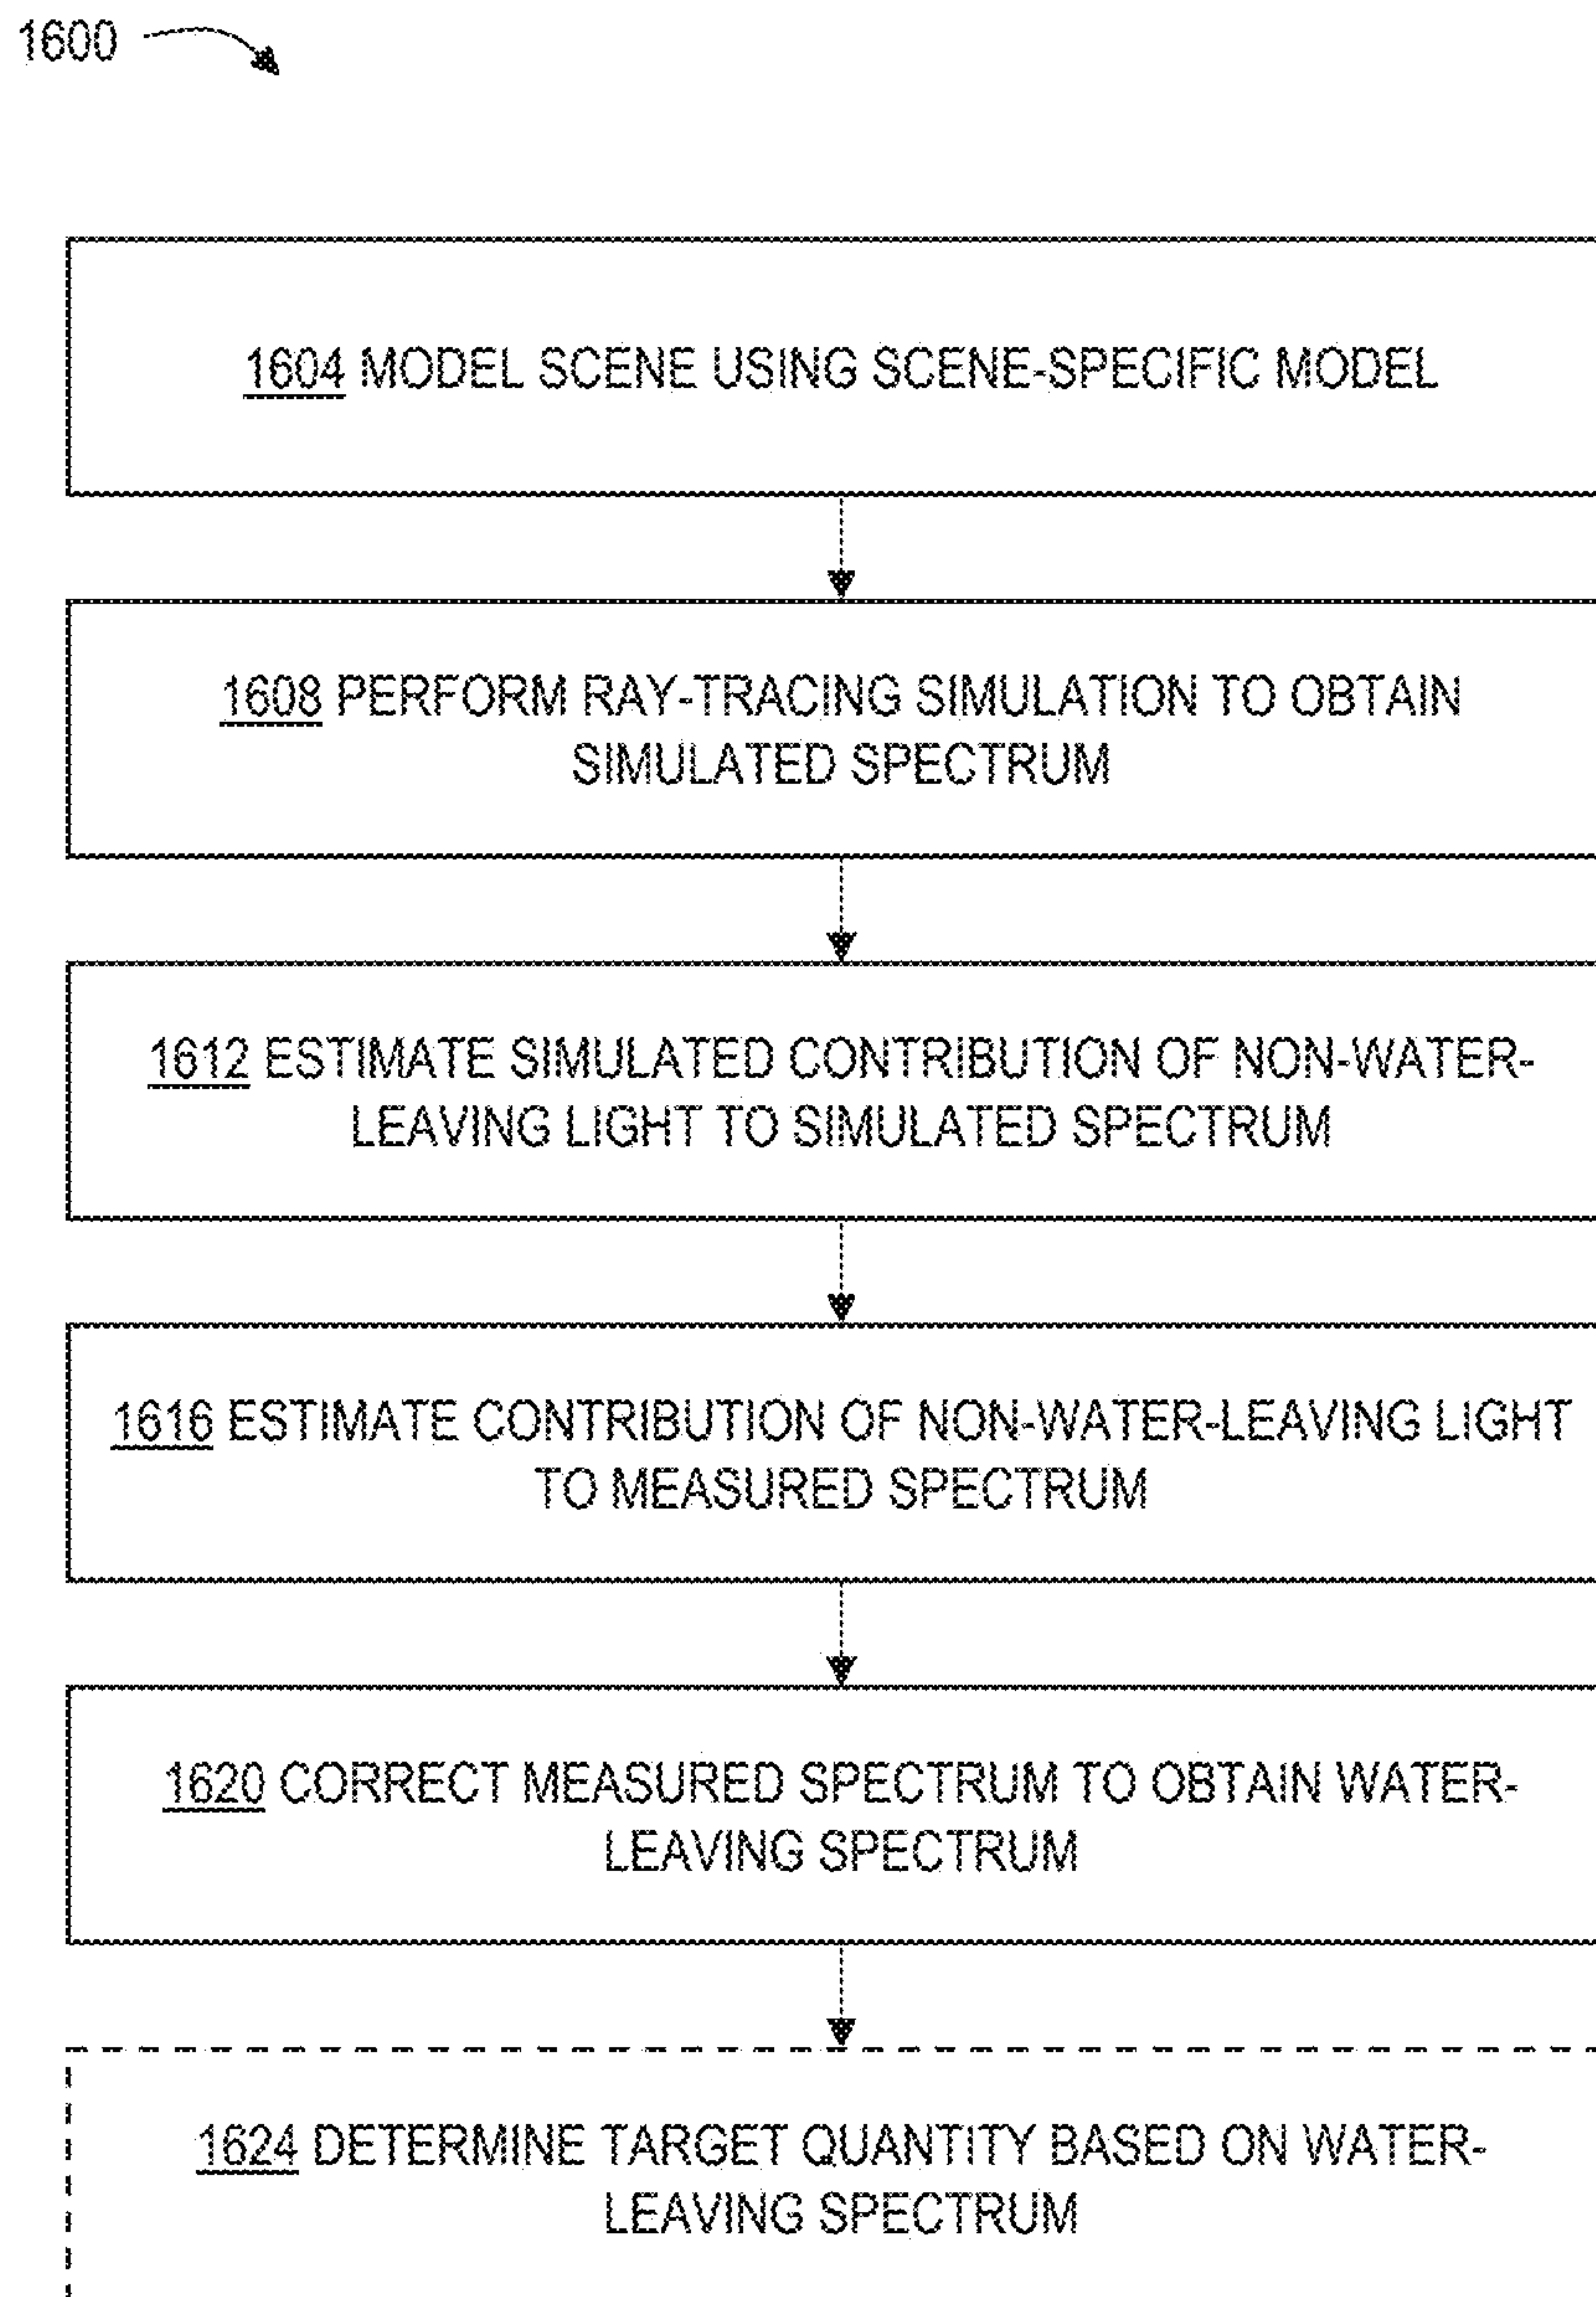 1600
1604 MODEL SCENE USING SCENE-SPECIFIC MODEL
1608 PERFORM RAY-TRACING SIMULATION TO OBTAIN
SIMULATED SPECTRUM
1612 ESTIMATE SIMULATED CONTRIBUTION OF NON-WATER-
LEAVING LIGHT TO SIMULATED SPECTRUM
1616 ESTIMATE CONTRIBUTION OF NON-WATER-LEAVING LIGHT
TO MEASURED SPECTRUM
1620 CORRECT MEASURED SPECTRUM TO OBTAIN WATER-
LEAVING SPECTRUM
1624 DETERMINE TARGET QUANTITY BASED ON WATER-
LEAVING SPECTRUM